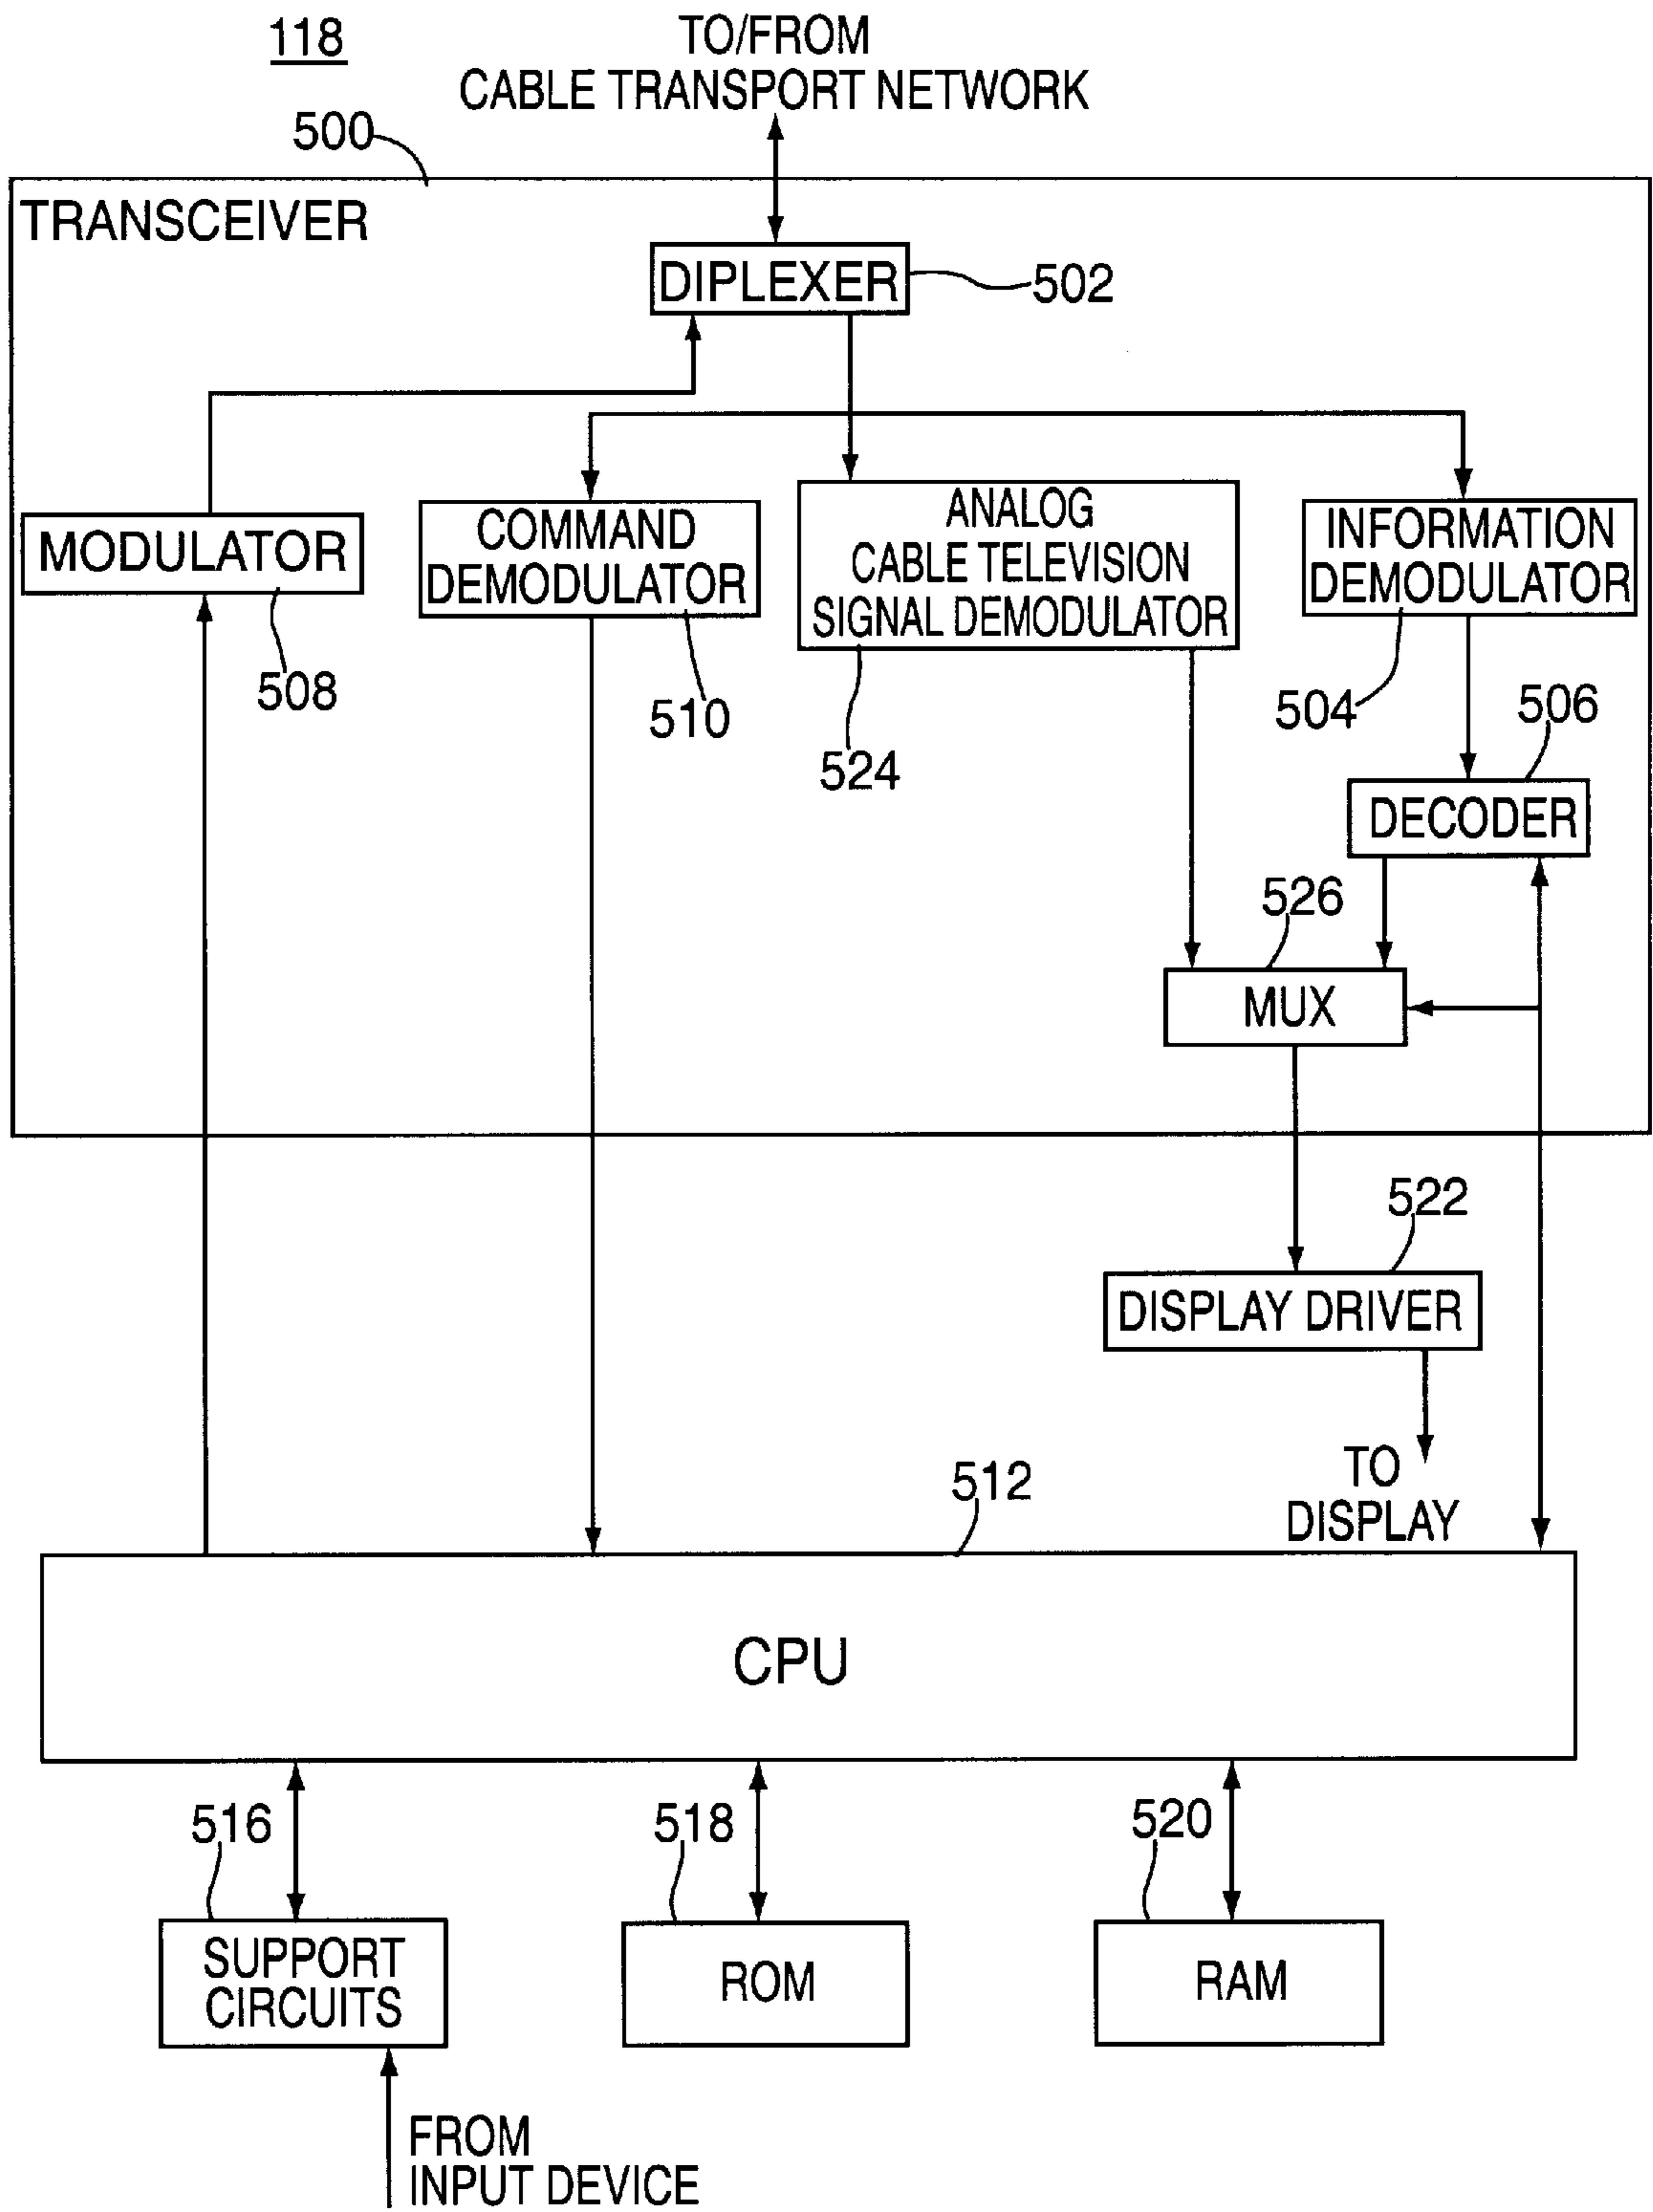 118
TO/FROM
CABLE TRANSPORT NETWORK
500
TRANSCEIVER
DIPLEXER
502
MODULATOR
508
COMMAND
DEMODULATOR
510
ANALOG
CABLE TELEVISION
SIGNAL DEMODULATOR
524
INFORMATION
DEMODULATOR
504
506
DECODER
526
MUX
522
DISPLAY DRIVER
TO
DISPLAY
512
CPU
516
SUPPORT
CIRCUITS
518
ROM
520
RAM
FROM
INPUT DEVICE